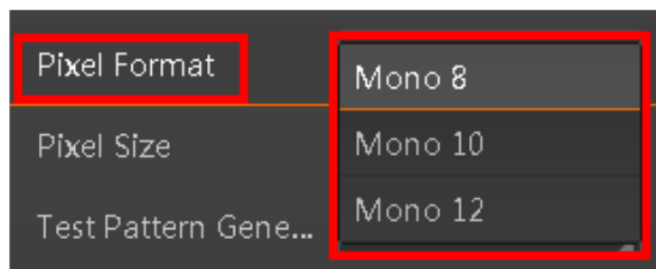 Pixel Format
Mono 8
Pixel Size
Mono 10
Test Pattern Gene...
Mono 12